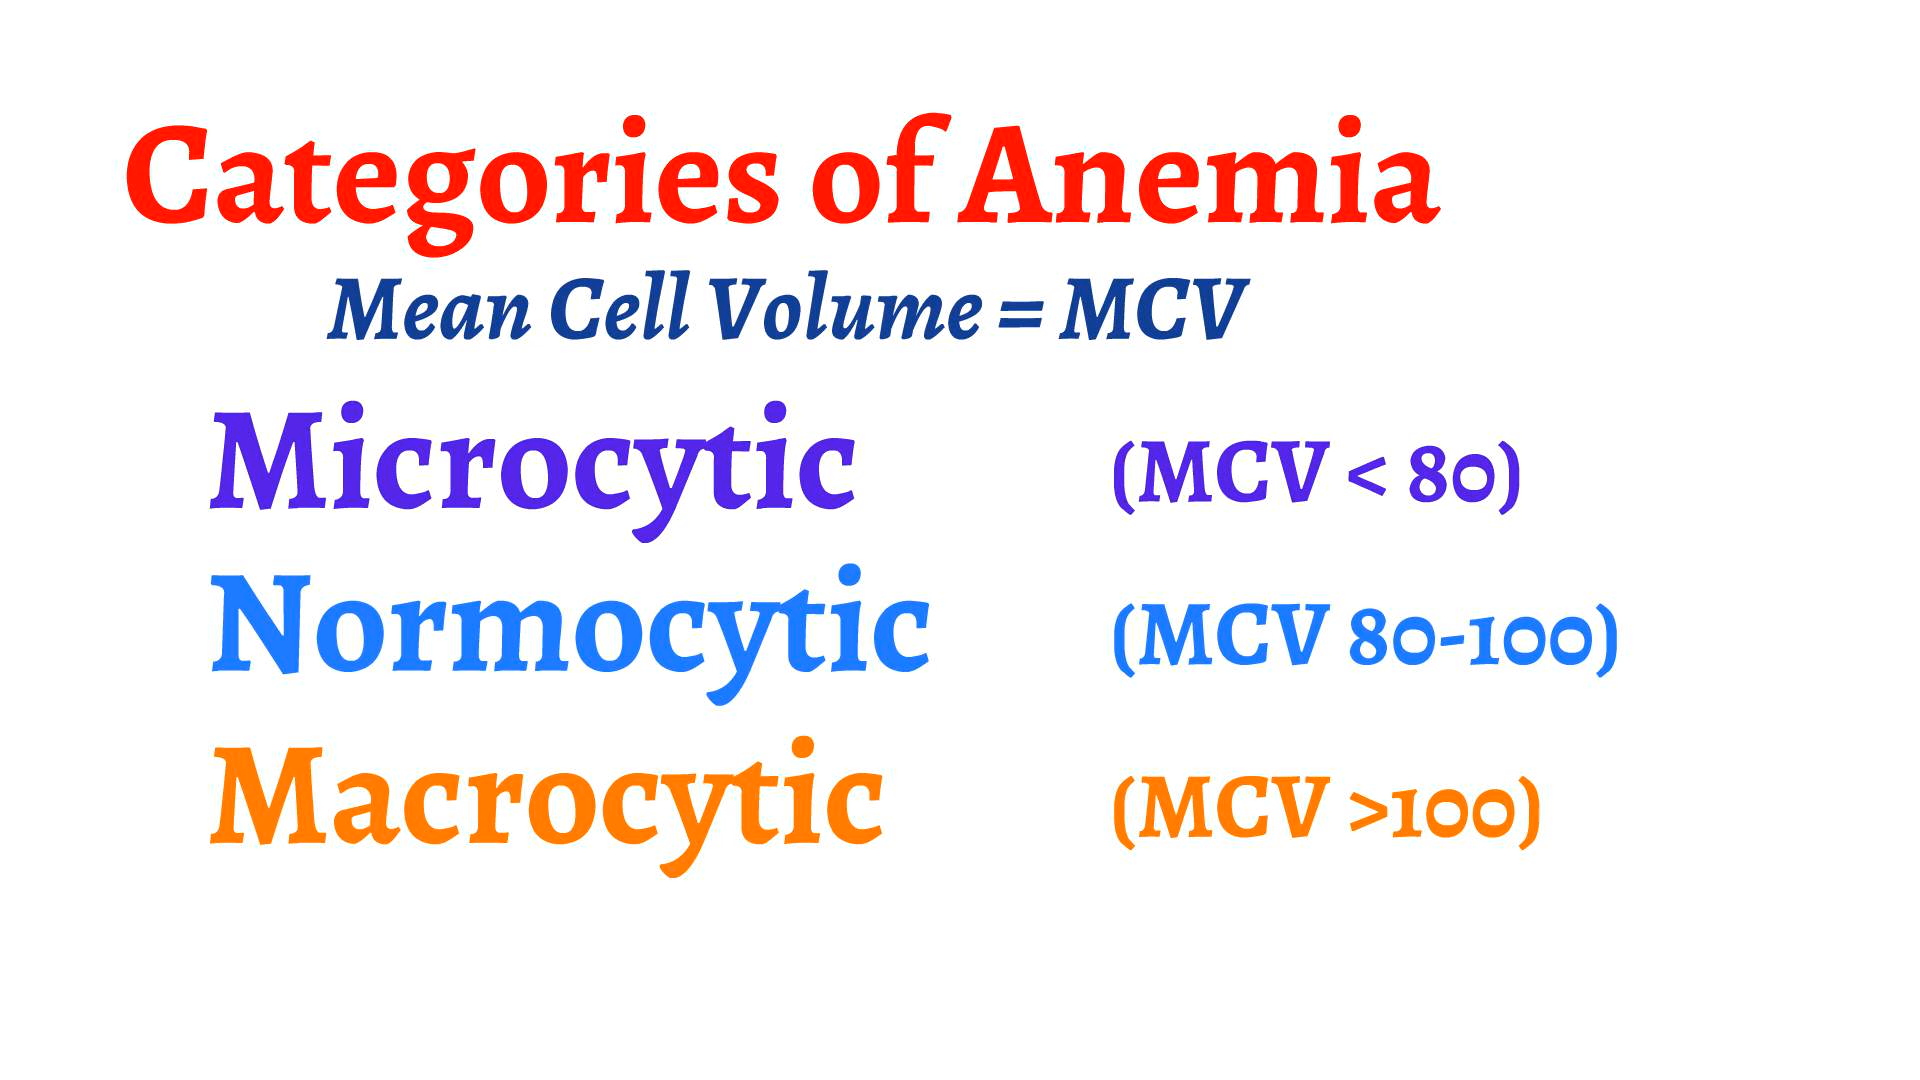 Categories of Anemia
Mean Cell Volume = MCV
Microcytic (MCV < 80)
Normocytic (MCV 80-100)
Macrocytic (MCV >100)